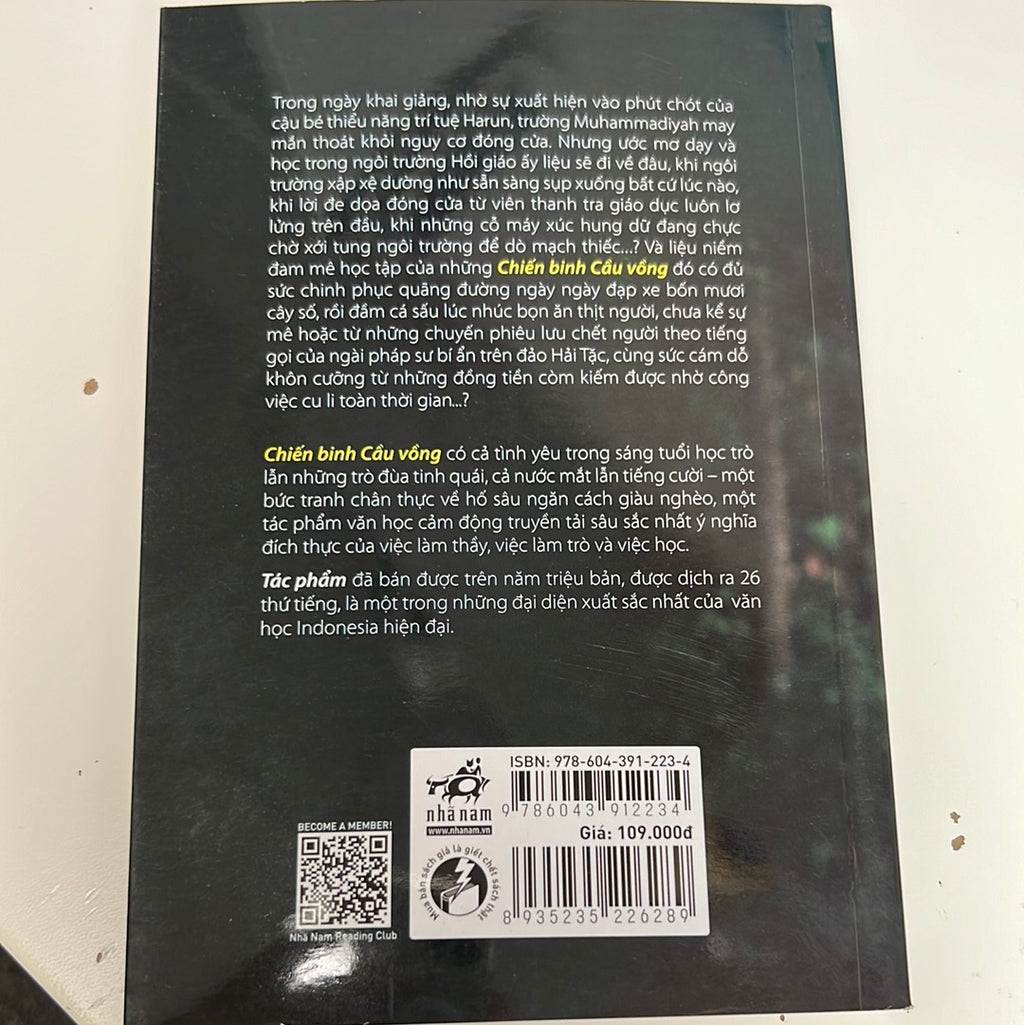 Trong ngày khai giảng, nhờ sự xuất hiện vào phút chót của
cậu bé thiểu năng trí tuệ Harun, trường Muhammadiyah may
mắn thoát khỏi nguy cơ đóng cửa. Nhưng ước mơ dạy và
học trong ngôi trường Hồi giáo ấy liệu sẽ đi về đâu, khi ngôi
trường xập xệ dường như sẵn sàng sụp xuống bất cứ lúc nào,
khi lời đe dọa đóng cửa từ viên thanh tra giáo dục luôn lơ
lửng trên đầu, khi những cỗ máy xúc hung dữ đang chực
chờ xới tung ngôi trường để dò mạch thiếc...? Và liệu niềm
đam mê học tập của những Chiến binh Cầu vồng đó có đủ
sức chinh phục quãng đường ngày ngày đạp xe bốn mươi
cây số, rồi đầm cá sấu lúc nhúc bọn ăn thịt người, chưa kể sự
mê hoặc từ những chuyến phiêu lưu chết người theo tiếng
gọi của ngài pháp sư bí ẩn trên đảo Hải Tặc, cùng sức cám dỗ
khôn cưỡng từ những đồng tiền còm kiếm được nhờ công
việc cu li toàn thời gian...?
Chiến binh Cầu vồng có cả tình yêu trong sáng tuổi học trò
lẫn những trò đùa tinh quái, cả nước mắt lẫn tiếng cười – một
bức tranh chân thực về hố sâu ngăn cách giàu nghèo, một
tác phẩm văn học cảm động truyền tải sâu sắc nhất ý nghĩa
đích thực của việc làm thầy, việc làm trò và việc học.
Tác phẩm đã bán được trên năm triệu bản, được dịch ra 26
thứ tiếng, là một trong những đại diện xuất sắc nhất của văn
học Indonesia hiện đại.
ISBN: 978-604-391-223-4
9 786043 912234
nhã nam
www.nhanam.vn
Giá: 109.000đ
Mua bán sách giả là giết chết sách thật
8 935235 226289
BECOME A MEMBER!
Nhã Nam Reading Club